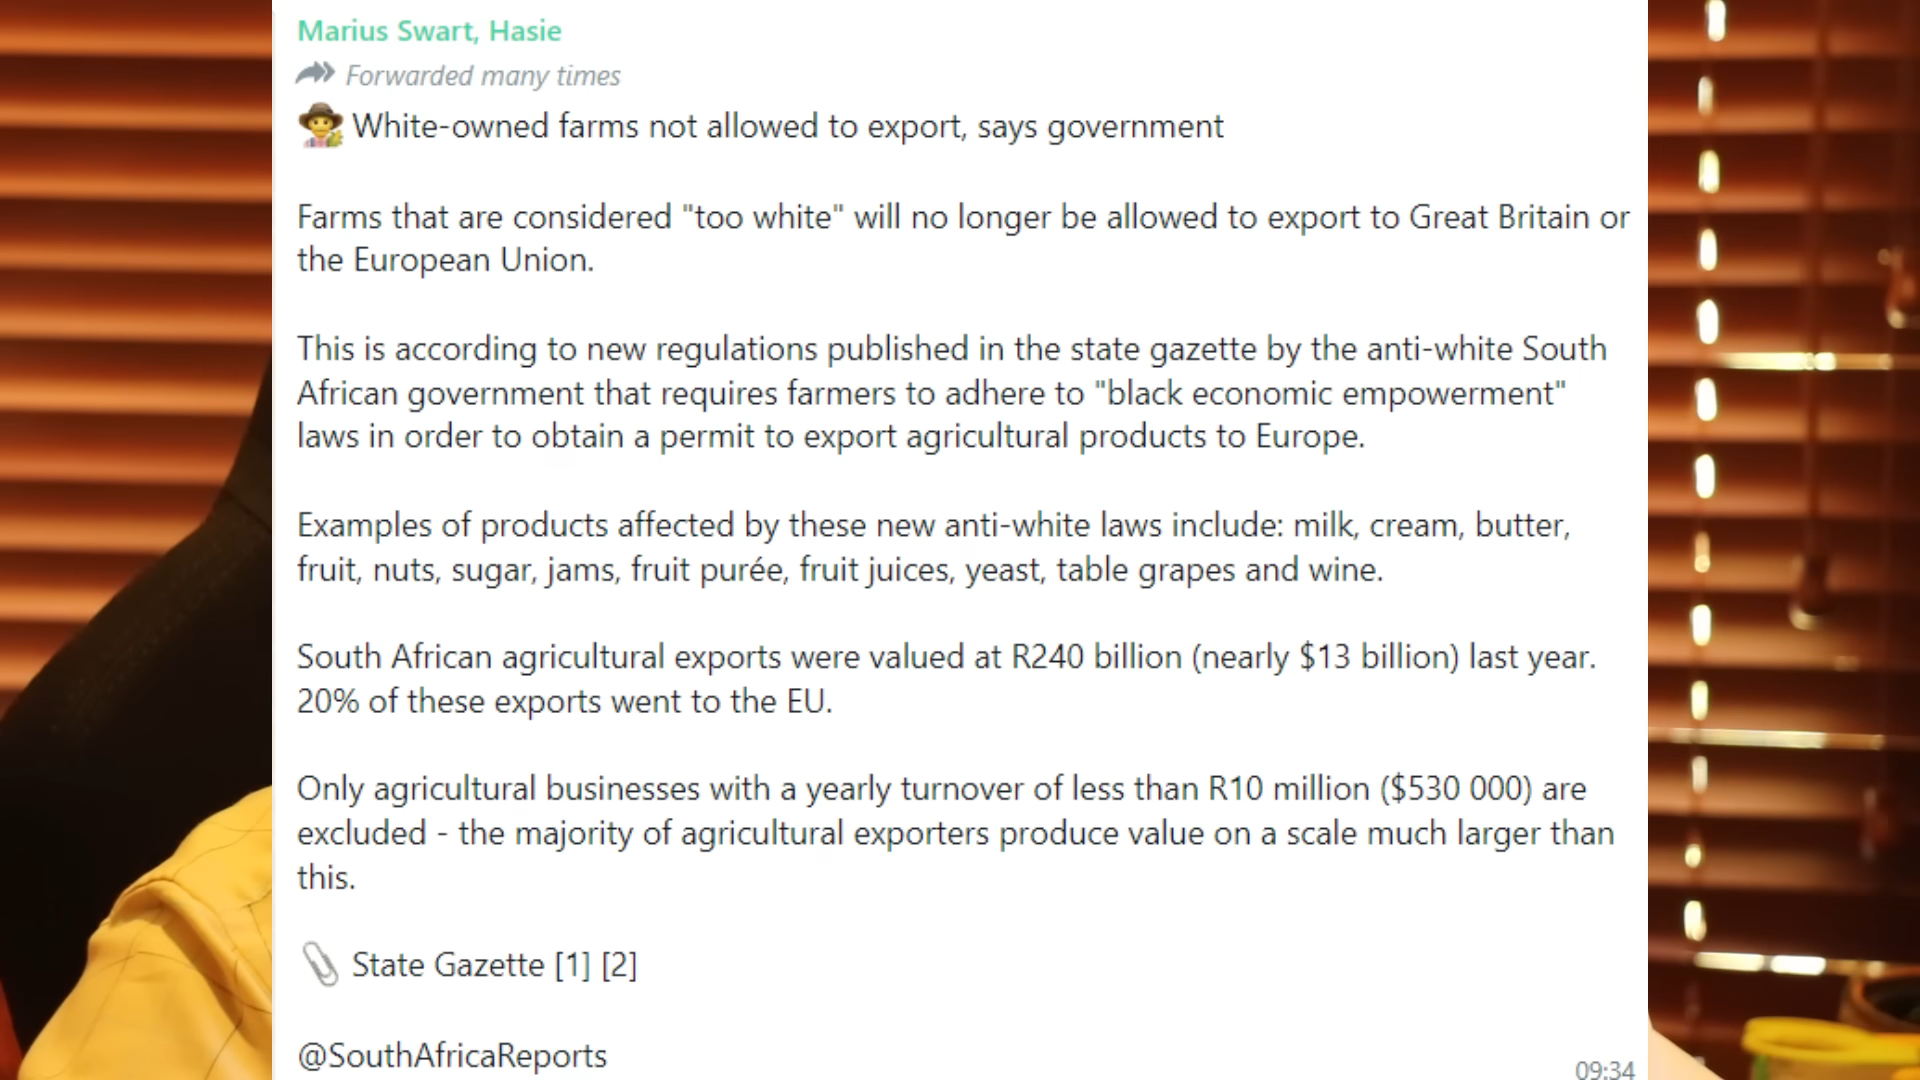 Marius Swart, Hasie
Forwarded many times
White-owned farms not allowed to export, says government
Farms that are considered "too white" will no longer be allowed to export to Great Britain or
the European Union.
This is according to new regulations published in the state gazette by the anti-white South
African government that requires farmers to adhere to "black economic empowerment"
laws in order to obtain a permit to export agricultural products to Europe.
Examples of products affected by these new anti-white laws include: milk, cream, butter,
fruit, nuts, sugar, jams, fruit purée, fruit juices, yeast, table grapes and wine.
South African agricultural exports were valued at R240 billion (nearly $13 billion) last year.
20% of these exports went to the EU.
Only agricultural businesses with a yearly turnover of less than R10 million ($530 000) are
excluded - the majority of agricultural exporters produce value on a scale much larger than
this.
State Gazette [1] [2]
@SouthAfricaReports
09:34